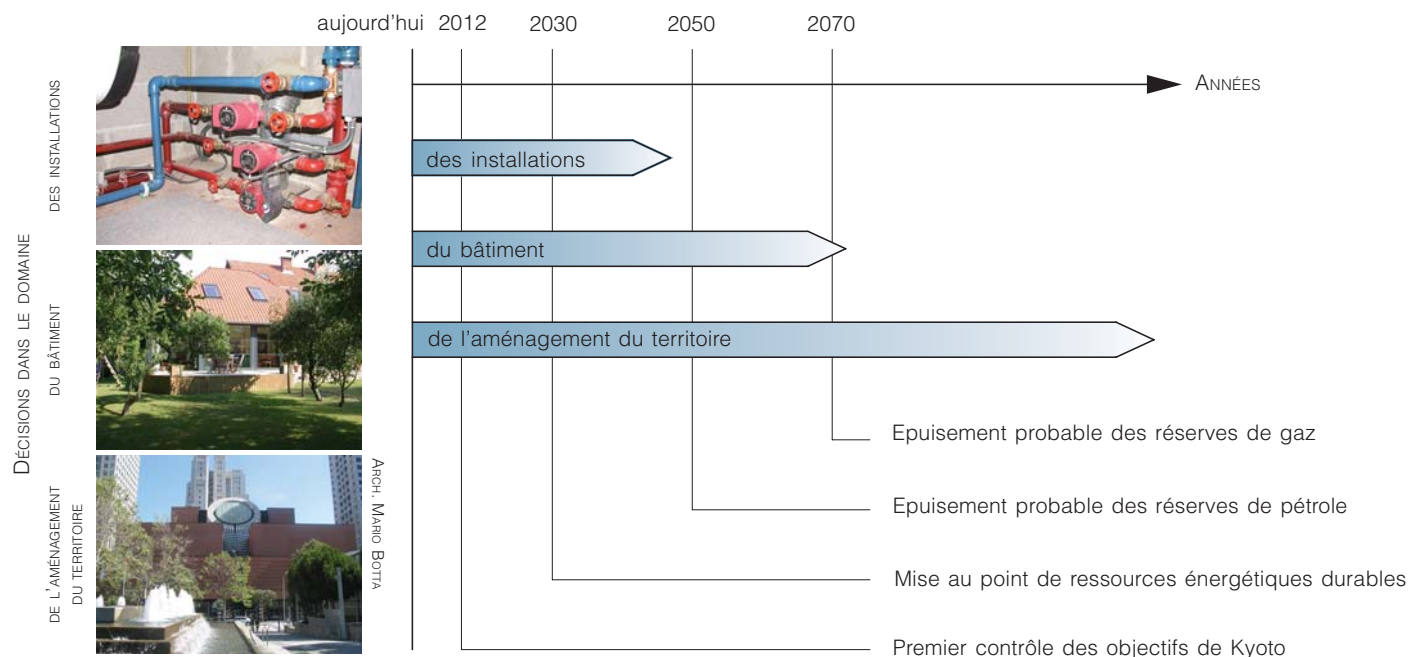 aujourd'hui 2012 2030 2050 2070
ANNÉES
DÉCISIONS DANS LE DOMAINE
DES INSTALLATIONS
DU BÂTIMENT
DE L'AMÉNAGEMENT
DU TERRITOIRE
ARCH. MARIO BOTTA
des installations
du bâtiment
de l'aménagement du territoire
Epuisement probable des réserves de gaz
Epuisement probable des réserves de pétrole
Mise au point de ressources énergétiques durables
Premier contrôle des objectifs de Kyoto